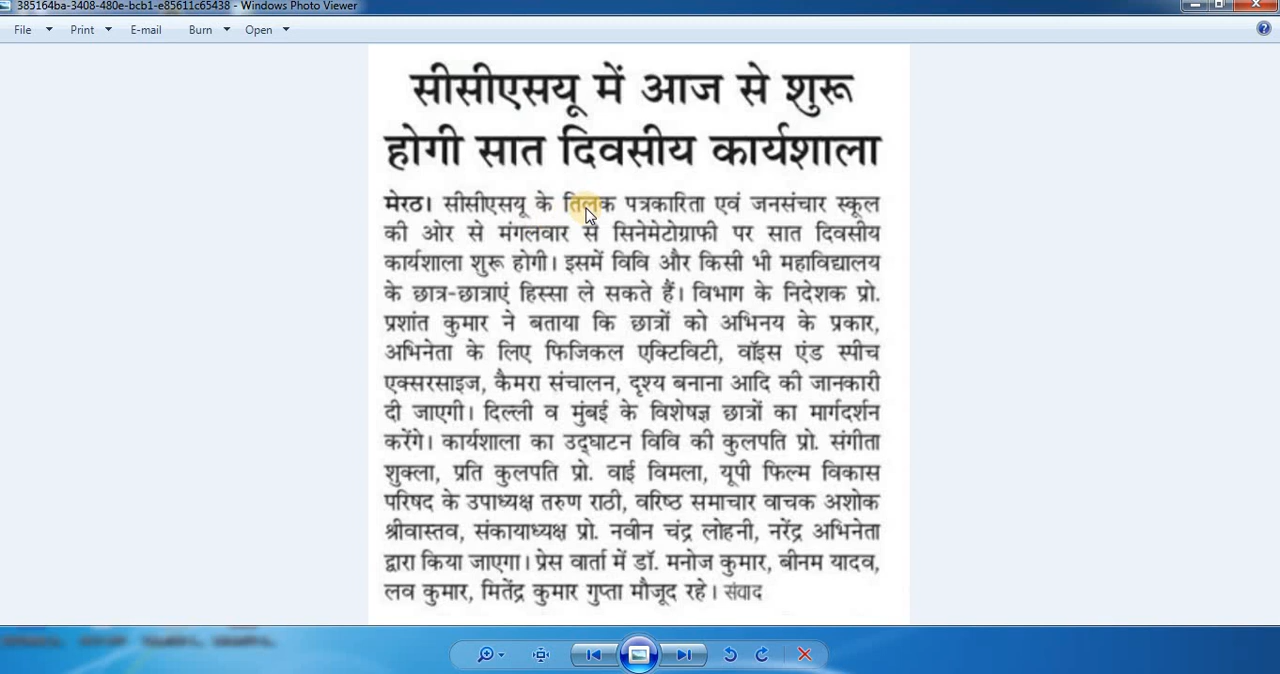 385164ba-3408-480e-bcb1-e85611c65438 - Windows Photo Viewer
File Print E-mail Burn Open
सीसीएसयू में आज से शुरू
होगी सात दिवसीय कार्यशाला
मेरठ। सीसीएसयू के तिलक पत्रकारिता एवं जनसंचार स्कूल
की ओर से मंगलवार से सिनेमेटोग्राफी पर सात दिवसीय
कार्यशाला शुरू होगी। इसमें विवि और किसी भी महाविद्यालय
के छात्र-छात्राएं हिस्सा ले सकते हैं। विभाग के निदेशक प्रो.
प्रशांत कुमार ने बताया कि छात्रों को अभिनय के प्रकार,
अभिनेता के लिए फिजिकल एक्टिविटी, वॉइस एंड स्पीच
एक्सरसाइज, कैमरा संचालन, दृश्य बनाना आदि की जानकारी
दी जाएगी। दिल्ली व मुंबई के विशेषज्ञ छात्रों का मार्गदर्शन
करेंगे। कार्यशाला का उद्घाटन विवि की कुलपति प्रो. संगीता
शुक्ला, प्रति कुलपति प्रो. वाई विमला, यूपी फिल्म विकास
परिषद के उपाध्यक्ष तरुण राठी, वरिष्ठ समाचार वाचक अशोक
श्रीवास्तव, संकायाध्यक्ष प्रो. नवीन चंद्र लोहनी, नरेंद्र अभिनेता
द्वारा किया जाएगा। प्रेस वार्ता में डॉ. मनोज कुमार, बीनम यादव,
लव कुमार, मितेंद्र कुमार गुप्ता मौजूद रहे। संवाद